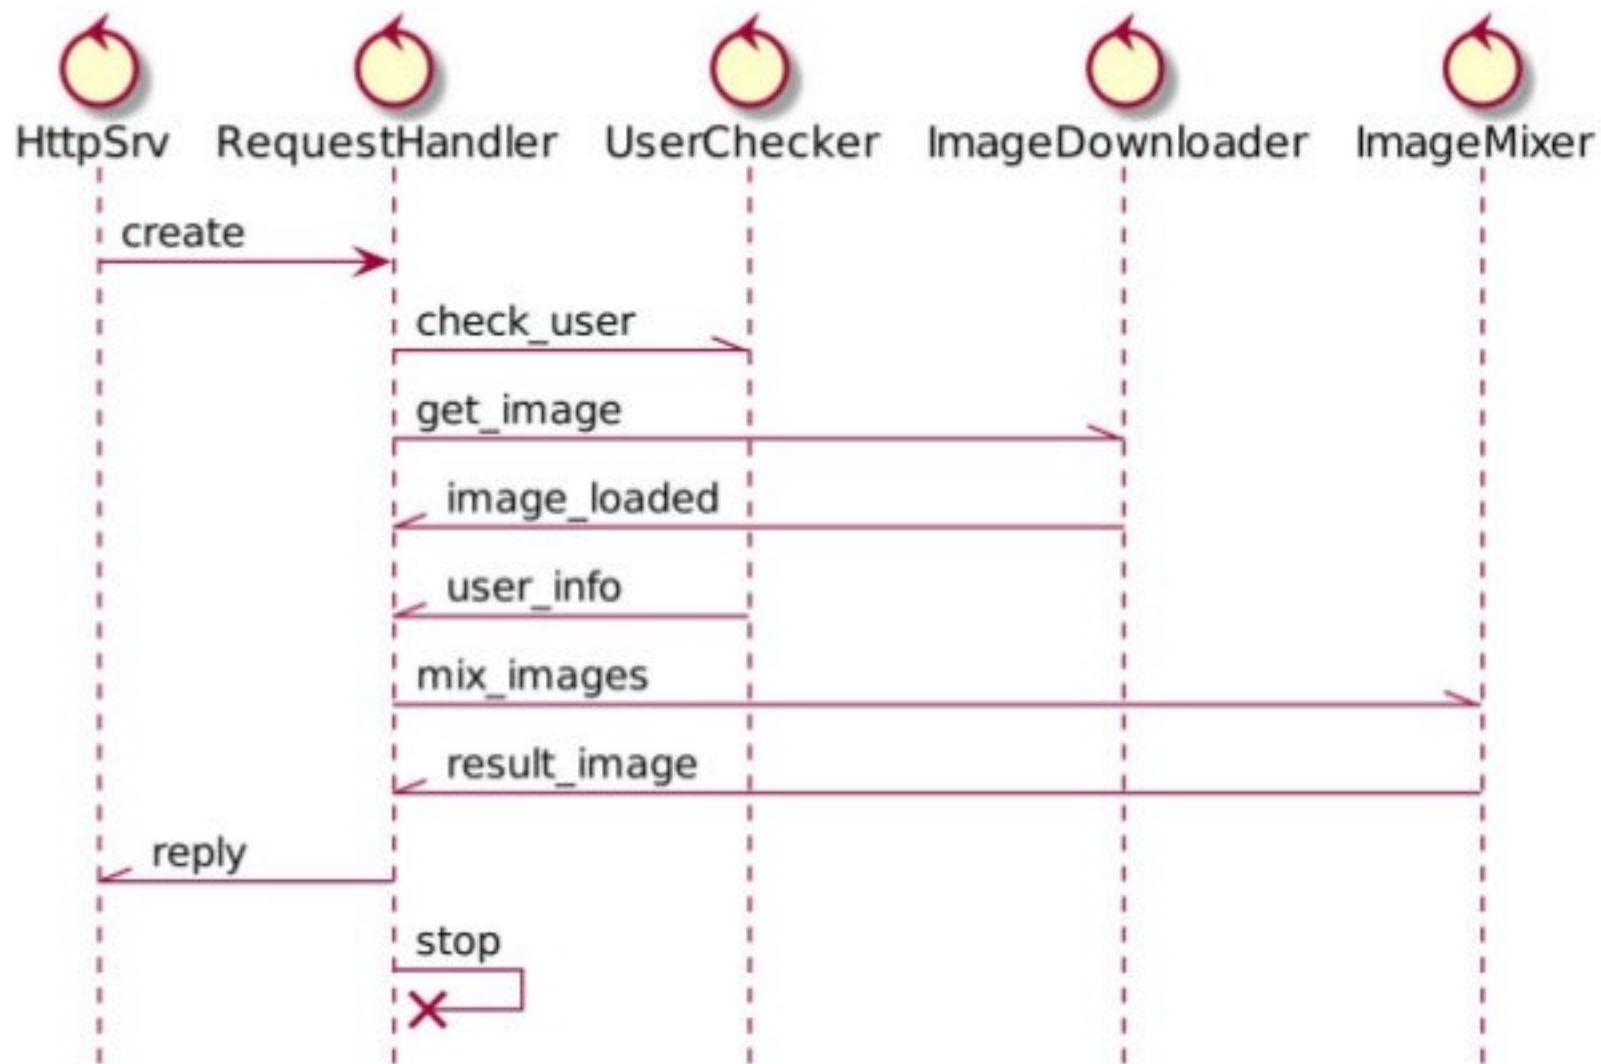 HttpSrv RequestHandler UserChecker ImageDownloader ImageMixer
create
check_user
get_image
image_loaded
user_info
mix_images
result_image
reply
stop